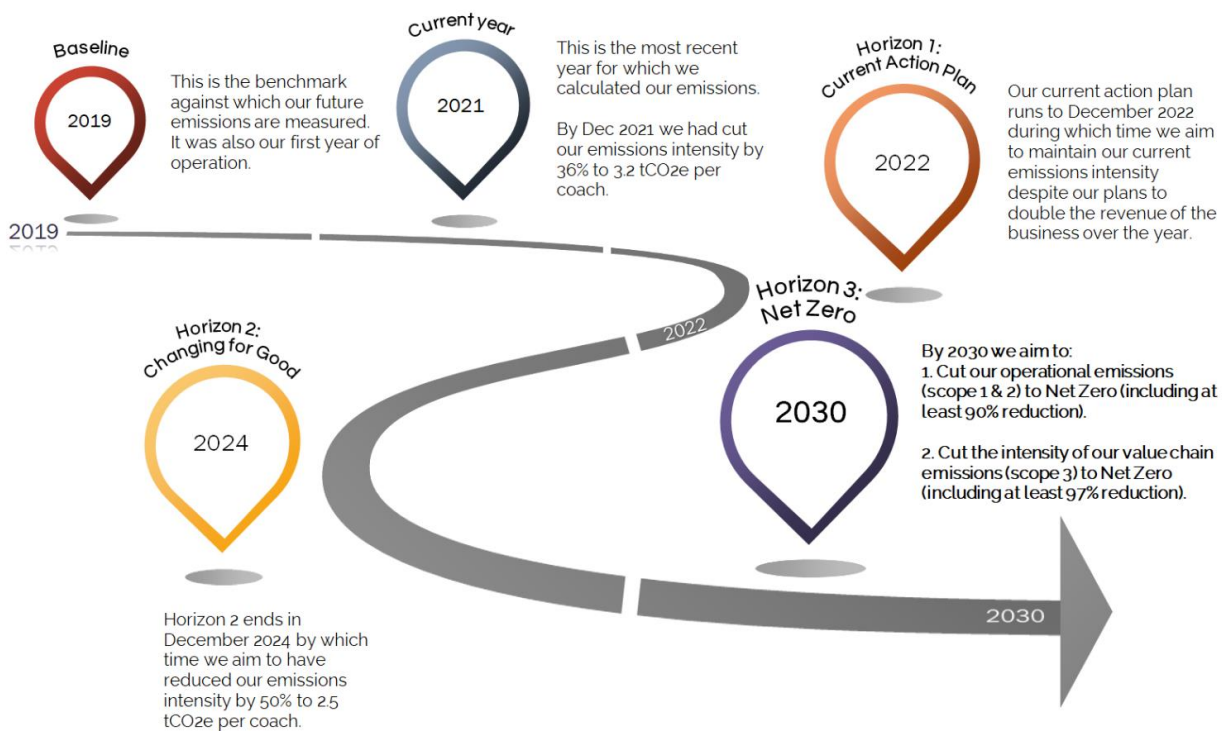 Baseline
2019
This is the benchmark
against which our future
emissions are measured.
It was also our first year of
operation.
Current year
2021
This is the most recent
year for which we
calculated our emissions.
By Dec 2021 we had cut
our emissions intensity by
36% to 3.2 tCO2e per
coach.
Horizon 1:
Current Action Plan
2022
Our current action plan
runs to December 2022
during which time we aim
to maintain our current
emissions intensity
despite our plans to
double the revenue of the
business over the year.
2019
2022
Horizon 2:
Changing for Good
2024
Horizon 2 ends in
December 2024 by which
time we aim to have
reduced our emissions
intensity by 50% to 2.5
tCO2e per coach.
Horizon 3:
Net Zero
2030
By 2030 we aim to:
1. Cut our operational emissions
(scope 1 & 2) to Net Zero (including at
least 90% reduction).
2. Cut the intensity of our value chain
emissions (scope 3) to Net Zero
(including at least 97% reduction).
2030